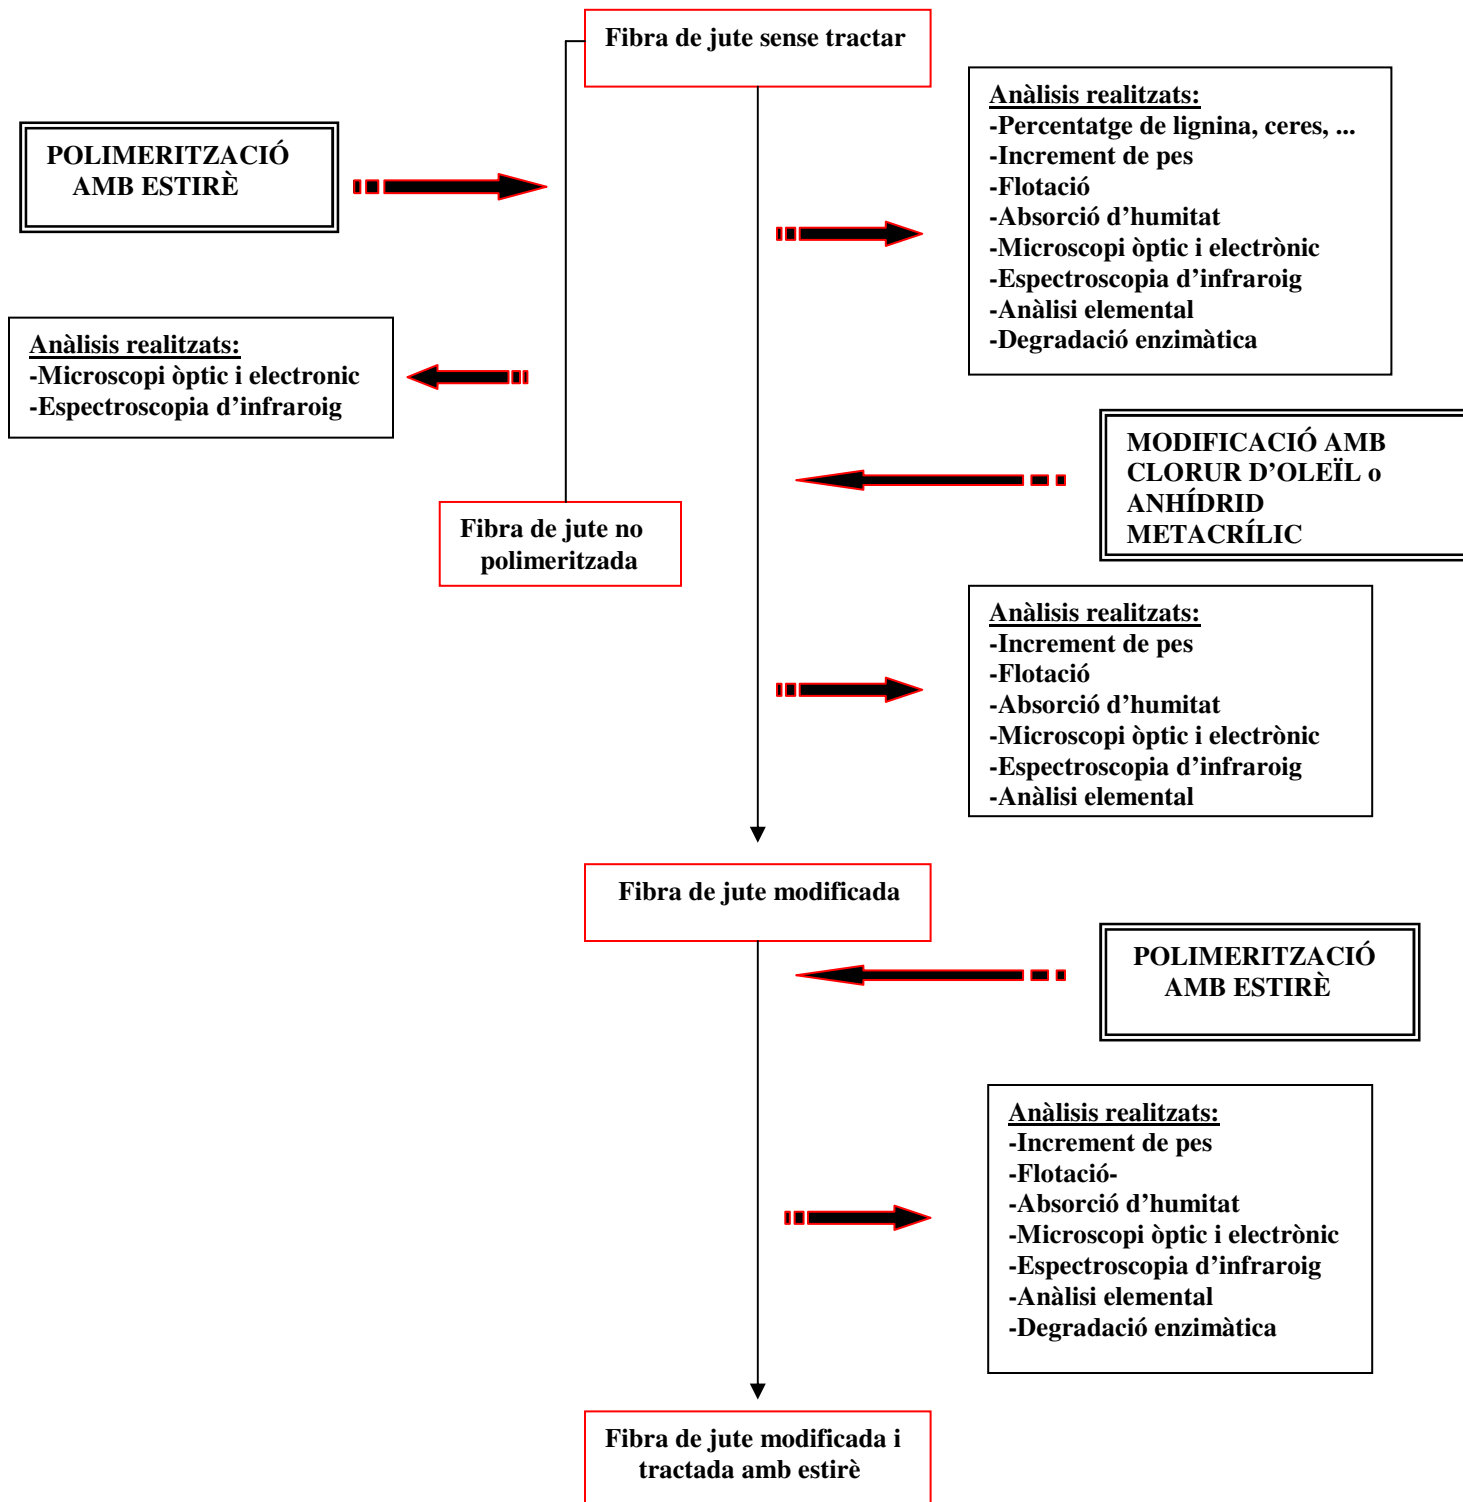 Fibra de jute sense tractar
Anàlisis realitzats:
-Percentatge de lignina, ceres, ...
-Increment de pes
-Flotació
-Absorció d’humitat
-Microscopi òptic i electrònic
-Espectroscopia d’infraroig
-Anàlisi elemental
-Degradació enzimàtica
POLIMERITZACIÓ
AMB ESTIRÈ
Anàlisis realitzats:
-Microscopi òptic i electronic
-Espectroscopia d’infraroig
MODIFICACIÓ AMB
CLORUR D’OLEÏL o
ANHÍDRID
METACRÍLIC
Fibra de jute no
polimeritzada
Anàlisis realitzats:
-Increment de pes
-Flotació
-Absorció d’humitat
-Microscopi òptic i electrònic
-Espectroscopia d’infraroig
-Anàlisi elemental
Fibra de jute modificada
POLIMERITZACIÓ
AMB ESTIRÈ
Anàlisis realitzats:
-Increment de pes
-Flotació-
-Absorció d’humitat
-Microscopi òptic i electrònic
-Espectroscopia d’infraroig
-Anàlisi elemental
-Degradació enzimàtica
Fibra de jute modificada i
tractada amb estirè